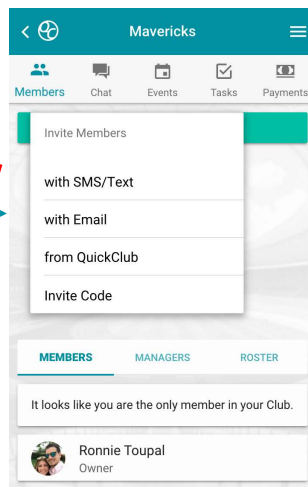 Mavericks
Members Chat Events Tasks Payments
Invite Members
with SMS/Text
with Email
from QuickClub
Invite Code
MEMBERS MANAGERS ROSTER
It looks like you are the only member in your Club.
Ronnie Toupal
Owner